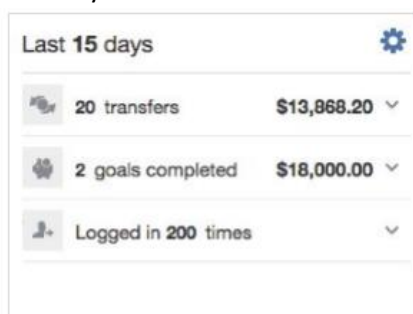 Last 15 days
20 transfers $13,868.20
2 goals completed $18,000.00
Logged in 200 times